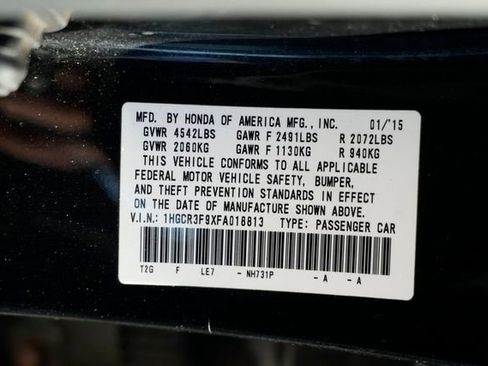 MFD. BY HONDA OF AMERICA MFG., INC. 01/'15
GVWR 4542LBS GAWR F 2491LBS R 2072LBS
GVWR 2060KG GAWR F 1130KG R 940KG
THIS VEHICLE CONFORMS TO ALL APPLICABLE
FEDERAL MOTOR VEHICLE SAFETY, BUMPER,
AND THEFT PREVENTION STANDARDS IN EFFECT
ON THE DATE OF MANUFACTURE SHOWN ABOVE.
V.I.N.: 1HGCR3F9XFA018813 TYPE: PASSENGER CAR
T2G F LE7 - NH731P - A - A